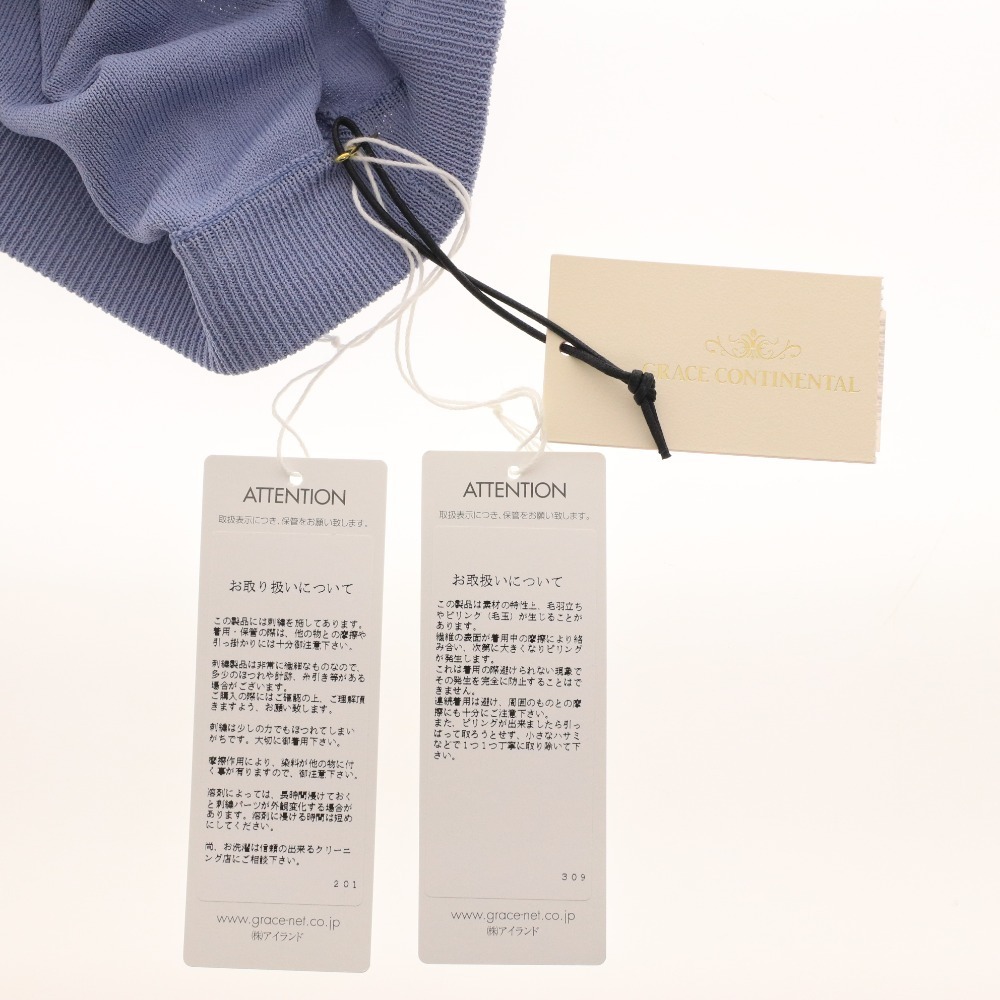 GRACE CONTINENTAL
ATTENTION
取扱表示につき、保管をお願い致します。
お取り扱いについて
この製品には刺繍を施してあります。
着用・保管の際は、他の物との摩擦や
引っ掛かりには十分御注意下さい。
刺繍製品は非常に繊細なものなので、
多少のほつれや針跡、糸引き等がある
場合がございます。
ご購入の際にはご確認の上、ご理解頂
きますよう、お願い致します。
刺繍は少しの力でもほつれてしまい
がちです。大切に御着用下さい。
摩擦作用により、染料が他の物に付
く事が有りますので、御注意下さい。
溶剤によっては、長時間浸けておく
と刺繍パーツが外観変化する場合が
あります。溶剤に浸ける時間は短め
にしてください。
尚、お洗濯は信頼の出来るクリーニ
ング店にご相談下さい。
201
www.grace-net.co.jp
㈱アイランド
ATTENTION
取扱表示につき、保管をお願い致します。
お取扱いについて
この製品は素材の特性上、毛羽立ち
やピリンク（毛玉）が生じることが
あります。
繊維の表面が着用中の摩擦により絡
み合い、次第に大きくなりピリング
が発生します。
これは着用の際避けられない現象で
その発生を完全に防止することはで
きません。
連続着用は避け、周囲のものとの摩
擦にも十分にご注意下さい。
また、ピリングが出来ましたら引っ
ぱって取ろうとせず、小さなハサミ
などで1つ1つ丁寧に取り除いて下
さい。
309
www.grace-net.co.jp
㈱アイランド